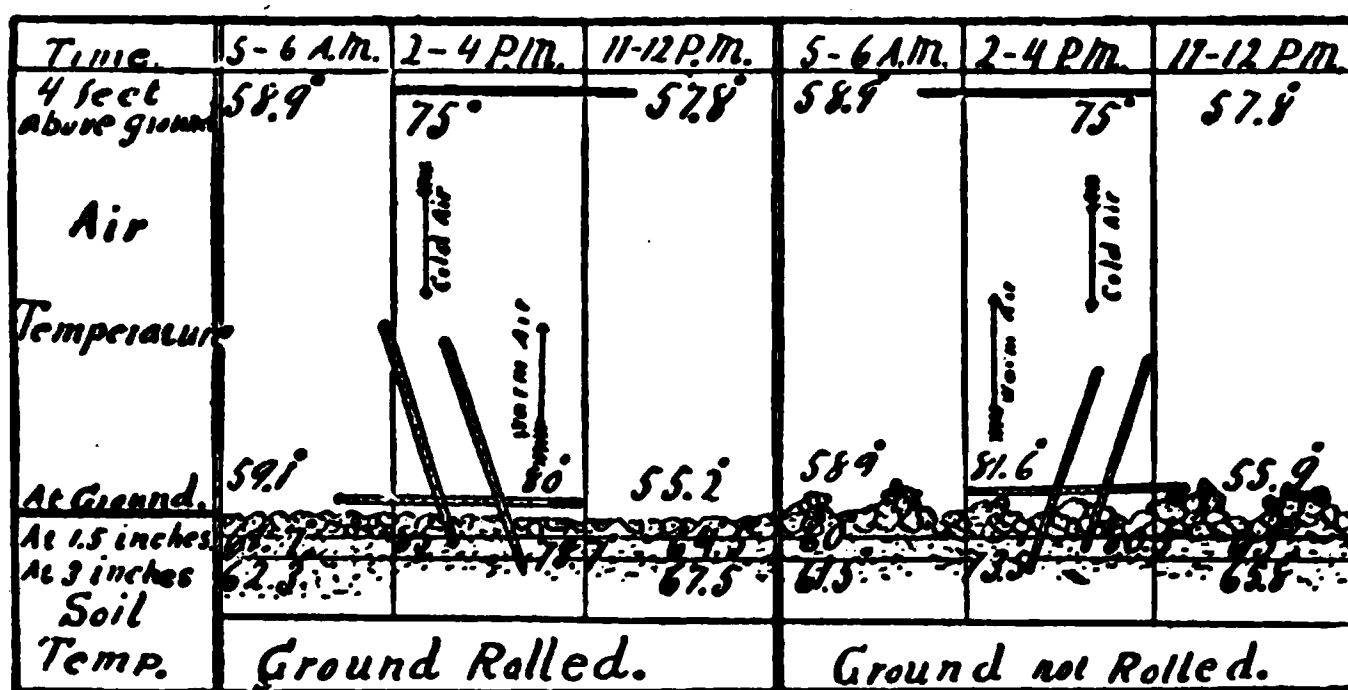 Time. 5-6 A.M. 2-4 P.M. 11-12 P.M. 5-6 A.M. 2-4 P.M. 11-12 P.M.
4 feet above ground 58.9° 75° 57.8° 58.9° 75° 57.8°
Air
Cold Air
Cold Air
Temperature
Warm Air
Warm Air
At Ground. 59.1° 80° 55.2° 58.9° 81.6° 55.9°
At 1.5 inches
At 3 inches 62.3 67.5 61.5 73.5 65.8
Soil
Temp. Ground Rolled. Ground not Rolled.